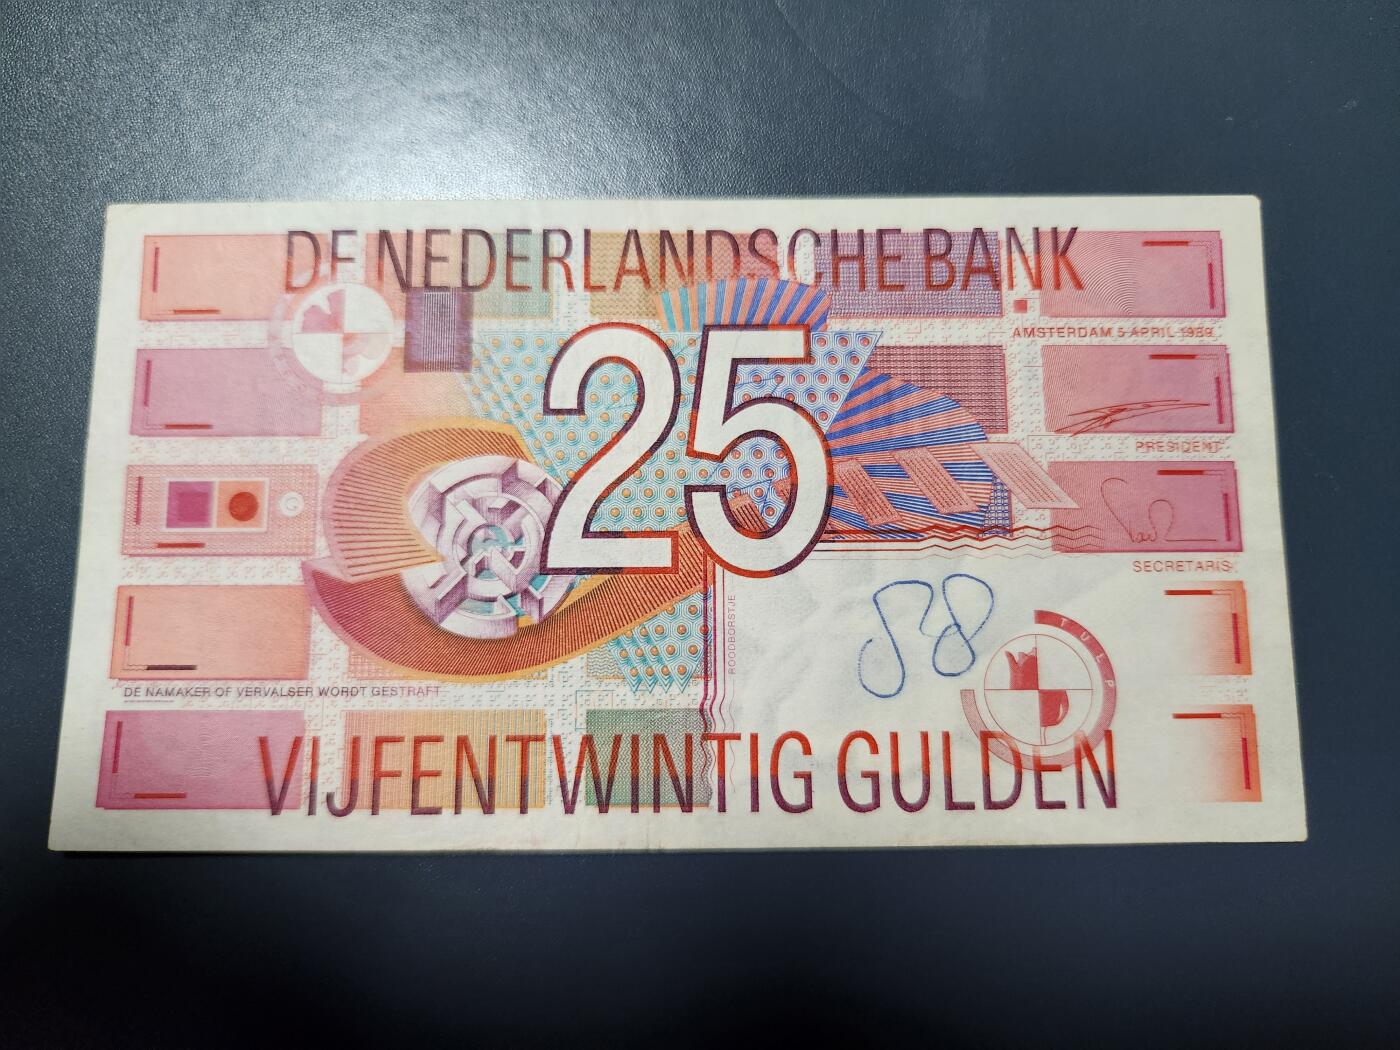 DE NEDERLANDSCHE BANK
AMSTERDAM 5 APRIL 1989
25
PRESIDENT
SECRETARIS
ROODBORSTJE
TULP
DE NAMAKER OF VERVALSER WORDT GESTRAFT
VIJFENTWINTIG GULDEN